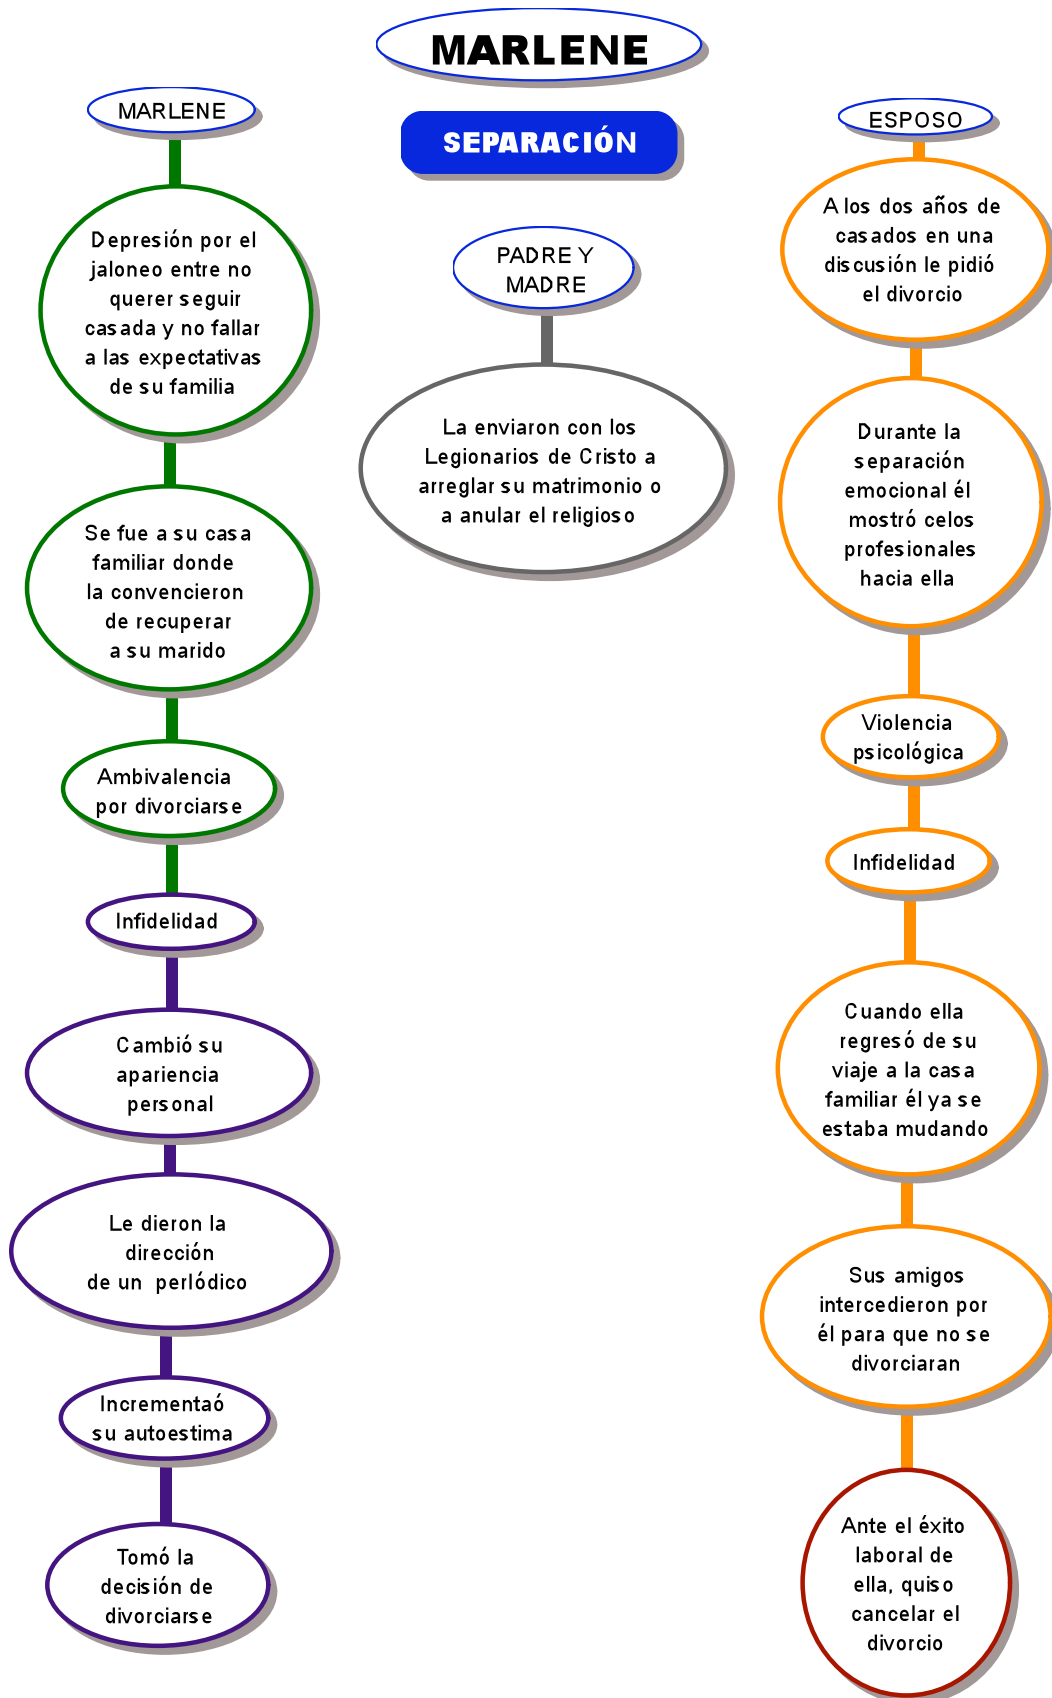 MARLENE
SEPARACIÓN
MARLENE
Depresión por el
jaloneo entre no
querer seguir
casada y no fallar
a las expectativas
de su familia
Se fue a su casa
familiar donde
la convencieron
de recuperar
a su marido
Ambivalencia
por divorciarse
Infidelidad
Cambió su
apariencia
personal
Le dieron la
dirección
de un perlódico
Incrementaó
su autoestima
Tomó la
decisión de
divorciarse
PADRE Y
MADRE
La enviaron con los
Legionarios de Cristo a
arreglar su matrimonio o
a anular el religioso
ESPOSO
A los dos años de
casados en una
discusión le pidió
el divorcio
Durante la
separación
emocional él
mostró celos
profesionales
hacia ella
Violencia
psicológica
Infidelidad
Cuando ella
regresó de su
viaje a la casa
familiar él ya se
estaba mudando
Sus amigos
intercedieron por
él para que no se
divorciaran
Ante el éxito
laboral de
ella, quiso
cancelar el
divorcio